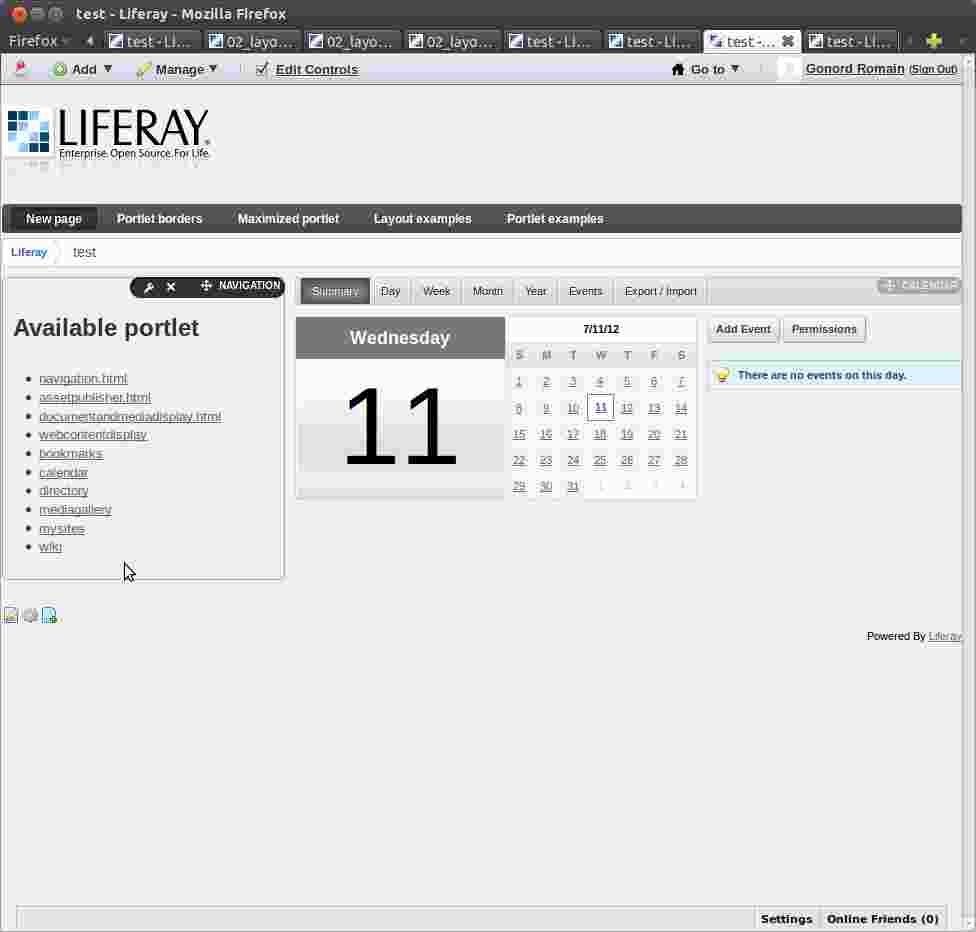 test - Liferay - Mozilla Firefox
Firefox test - Li... 02_layo... 02_layo... 02_layo... test - Li... test - Li... test -... test - Li...
Add Manage Edit Controls Go to Gonord Romain (Sign Out)
LIFERAY.
Enterprise. Open Source. For Life.
New page Portlet borders Maximized portlet Layout examples Portlet examples
Liferay test
NAVIGATION
Available portlet
navigation.html
assetpublisher.html
documentandmediadisplay.html
webcontentdisplay
bookmarks
calendar
directory
mediagallery
mysites
wiki
CALENDAR
Summary Day Week Month Year Events Export / Import
Wednesday
11
7/11/12
S M T W T F S
1 2 3 4 5 6 7
8 9 10 11 12 13 14
15 16 17 18 19 20 21
22 23 24 25 26 27 28
29 30 31 1 2 3 4
Add Event Permissions
There are no events on this day.
Powered By Liferay
Settings Online Friends (0)